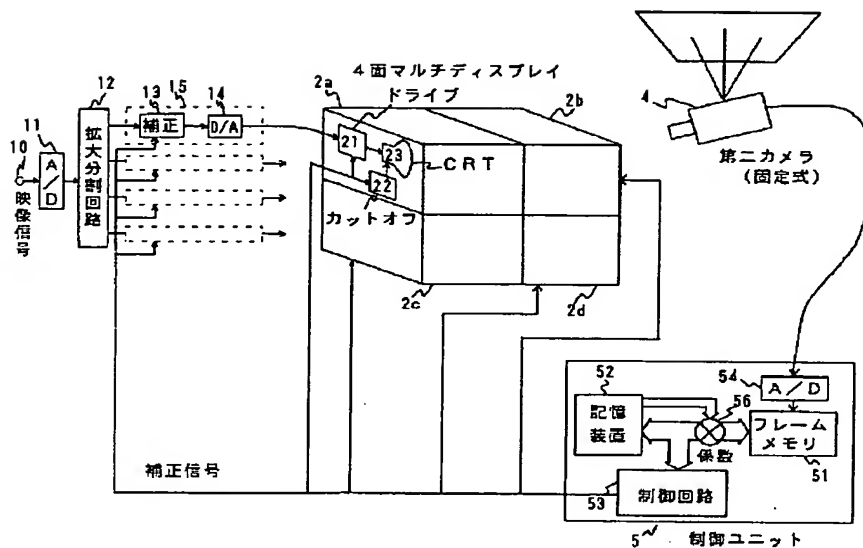 4面マルチディスプレイ
2a
ドライブ
2b
12
13
15
14
11
10
A/D
映像信号
拡大分割回路
補正
D/A
21
22
23
CRT
カットオフ
2c
2d
4
第二カメラ
(固定式)
54
A/D
52
記憶
装置
56
係数
フレーム
メモリ
51
補正信号
53
制御回路
5
制御ユニット